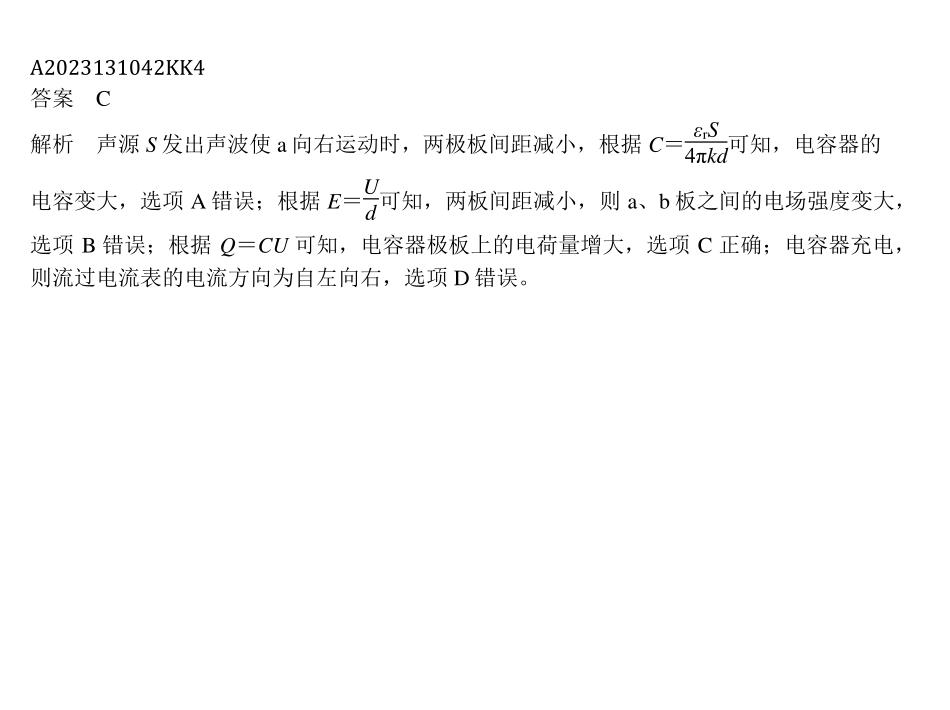 A2023131042KK4
答案　C
解析　声源 S 发出声波使 a 向右运动时，两极板间距减小，根据 C＝εrS/4πkd可知，电容器的
电容变大，选项 A 错误；根据 E＝U/d可知，两板间距减小，则 a、b 板之间的电场强度变大，
选项 B 错误；根据 Q＝CU 可知，电容器极板上的电荷量增大，选项 C 正确；电容器充电，
则流过电流表的电流方向为自左向右，选项 D 错误。